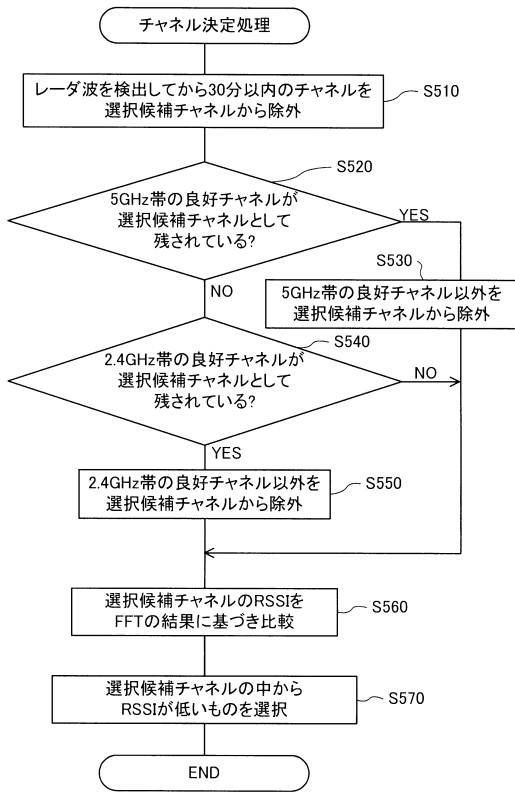 チャネル決定処理
レーダ波を検出してから30分以内のチャネルを
選択候補チャネルから除外
S510
S520
5GHz帯の良好チャネルが
選択候補チャネルとして
残されている?
YES
NO
S530
5GHz帯の良好チャネル以外を
選択候補チャネルから除外
S540
2.4GHz帯の良好チャネルが
選択候補チャネルとして
残されている?
NO
YES
2.4GHz帯の良好チャネル以外を
選択候補チャネルから除外
S550
選択候補チャネルのRSSIを
FFTの結果に基づき比較
S560
選択候補チャネルの中から
RSSIが低いものを選択
S570
END